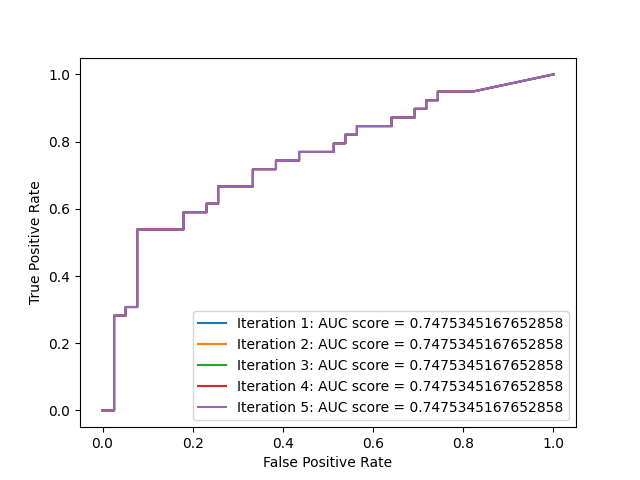 1.0
0.8
0.6
0.4
0.2
0.0
True Positive Rate
Iteration 1: AUC score = 0.7475345167652858
Iteration 2: AUC score = 0.7475345167652858
Iteration 3: AUC score = 0.7475345167652858
Iteration 4: AUC score = 0.7475345167652858
Iteration 5: AUC score = 0.7475345167652858
0.0 0.2 0.4 0.6 0.8 1.0
False Positive Rate